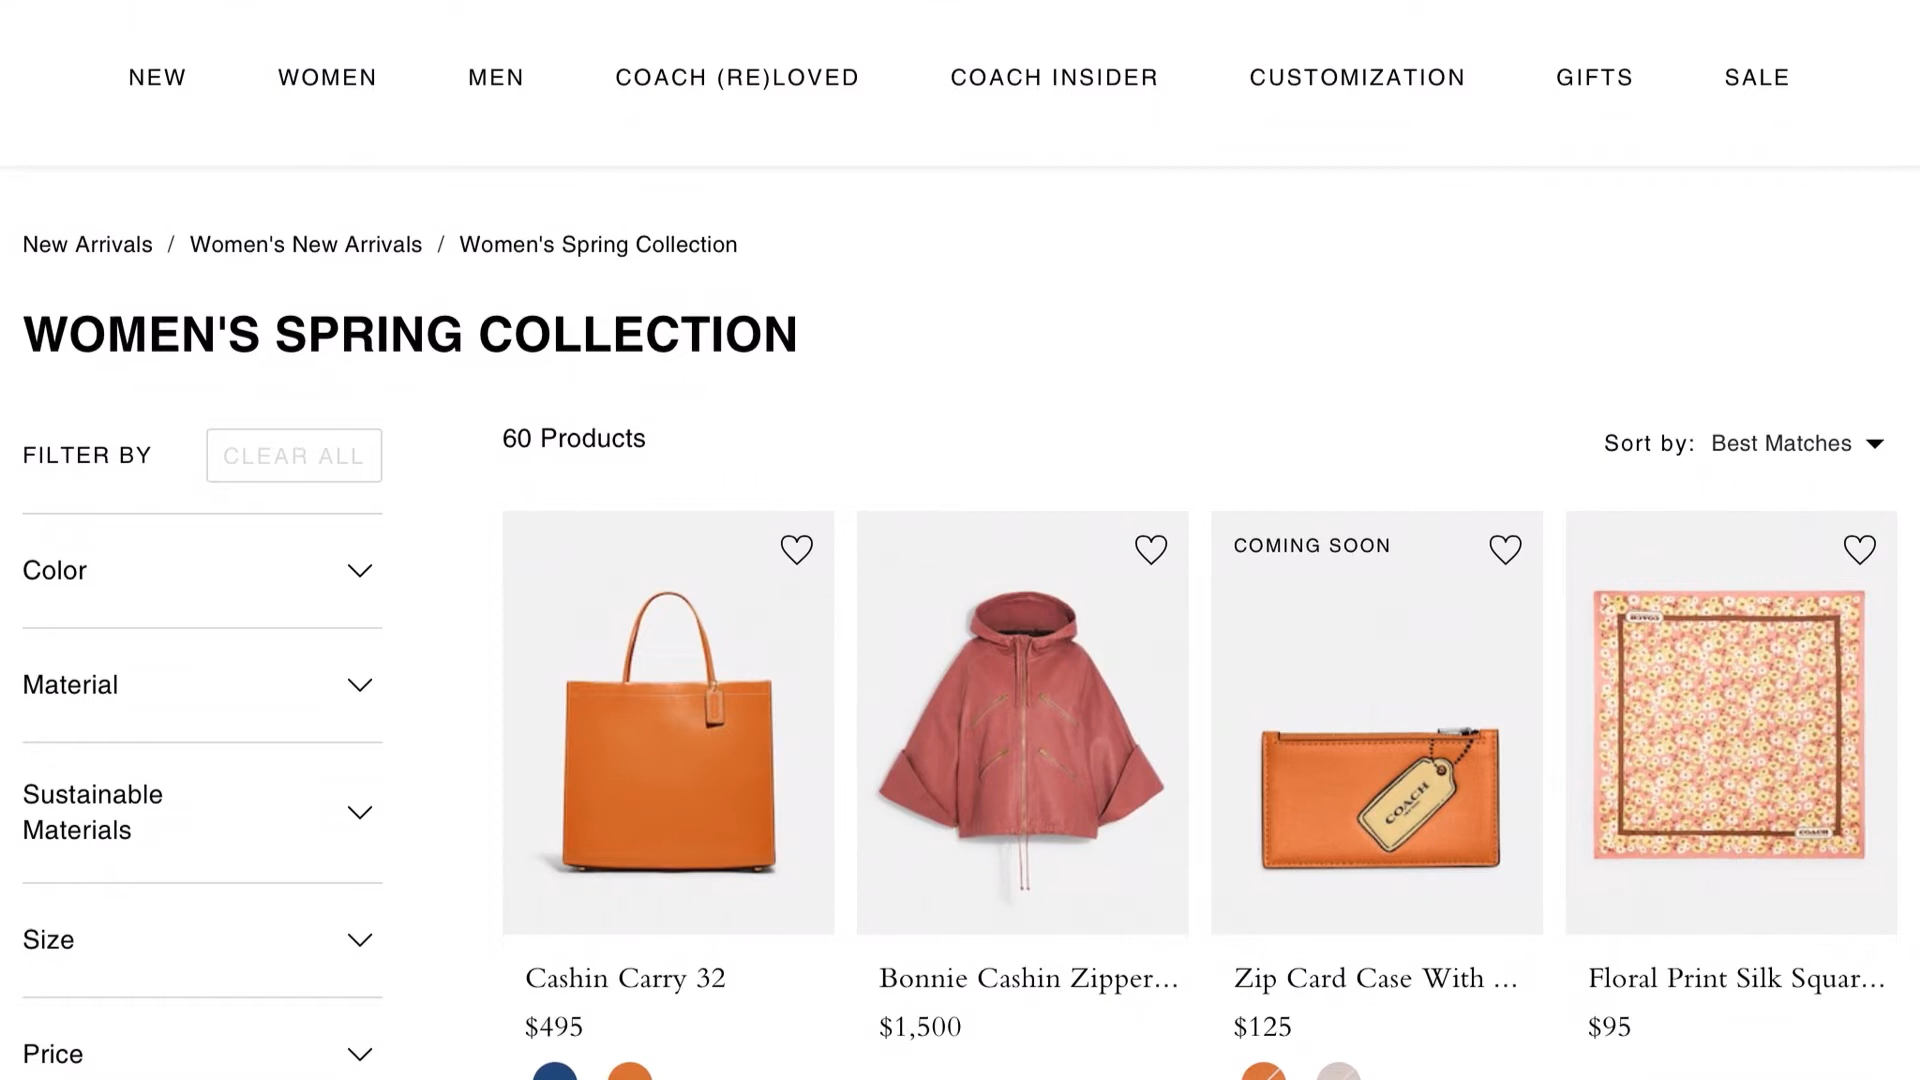 NEW WOMEN MEN COACH (RE)LOVED COACH INSIDER CUSTOMIZATION GIFTS SALE
New Arrivals / Women's New Arrivals / Women's Spring Collection
WOMEN'S SPRING COLLECTION
FILTER BY CLEAR ALL
60 Products
Sort by: Best Matches
Color
Material
Sustainable
Materials
Size
Price
COMING SOON
COACH
COACH
COACH
Cashin Carry 32
$495
Bonnie Cashin Zipper...
$1,500
Zip Card Case With ...
$125
Floral Print Silk Squar...
$95